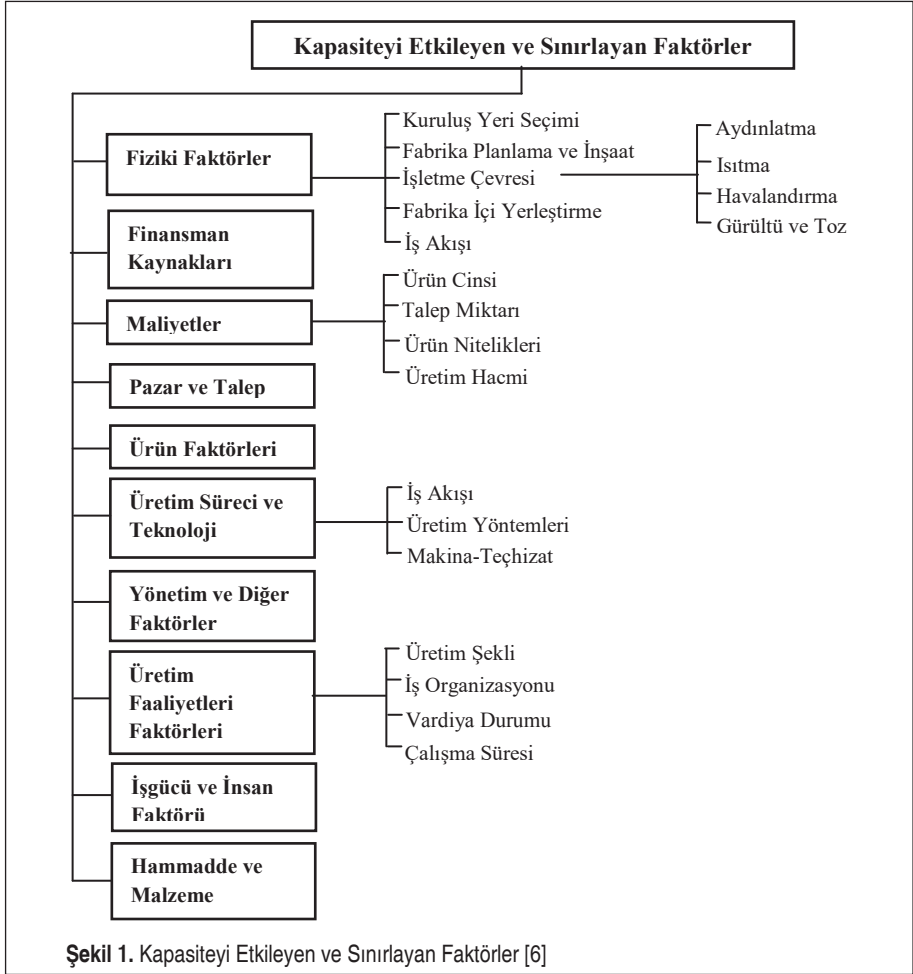 Kapasiteyi Etkileyen ve Sınırlayan Faktörler
Fiziki Faktörler
Kuruluş Yeri Seçimi
Fabrika Planlama ve İnşaat
İşletme Çevresi
Fabrika İçi Yerleştirme
İş Akışı
Aydınlatma
Isıtma
Havalandırma
Gürültü ve Toz
Finansman
Kaynakları
Maliyetler
Ürün Cinsi
Talep Miktarı
Ürün Nitelikleri
Üretim Hacmi
Pazar ve Talep
Ürün Faktörleri
Üretim Süreci ve
Teknoloji
İş Akışı
Üretim Yöntemleri
Makina-Teçhizat
Yönetim ve Diğer
Faktörler
Üretim
Faaliyetleri
Faktörleri
Üretim Şekli
İş Organizasyonu
Vardiya Durumu
Çalışma Süresi
İşgücü ve İnsan
Faktörü
Hammadde ve
Malzeme
Şekil 1. Kapasiteyi Etkileyen ve Sınırlayan Faktörler [6]